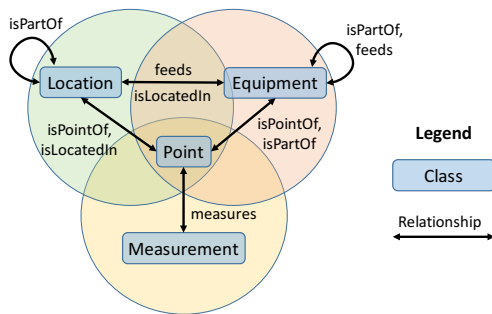 isPartOf
isPartOf,
feeds
feeds
Location
Equipment
isLocatedIn
isPointOf,
isLocatedIn
isPointOf,
isPartOf
Point
measures
Measurement
Legend
Class
Relationship